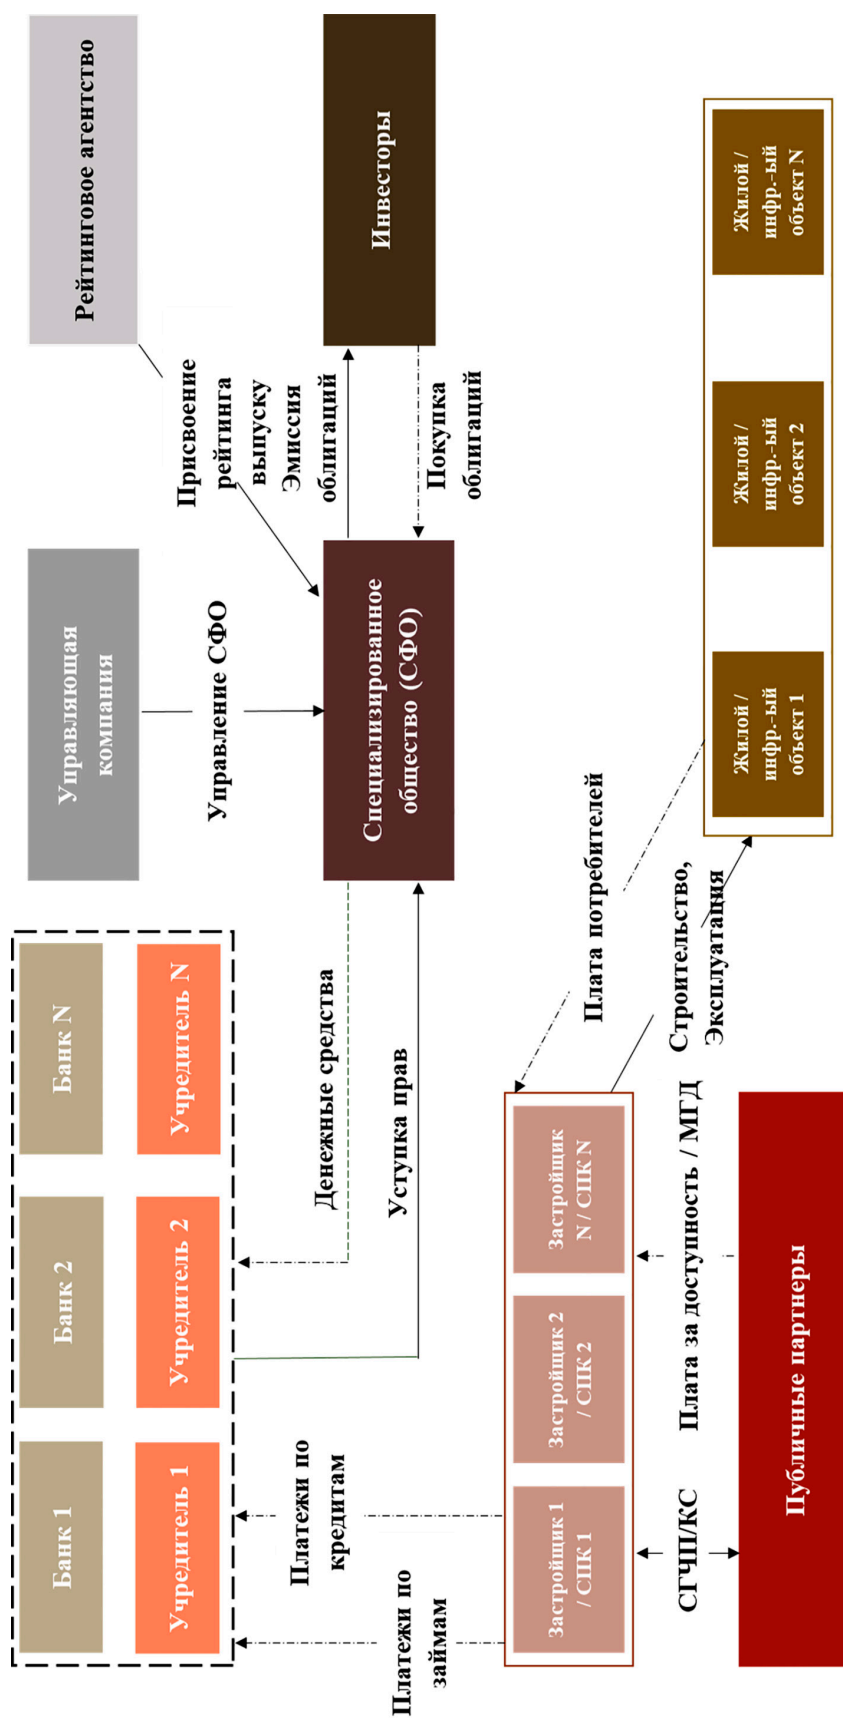 Банк 1
Банк 2
Банк N
Учредитель 1
Учредитель 2
Учредитель N
Управляющая
компания
Рейтинговое агентство
Управление СФО
Присвоение
рейтинга
выпуску
Эмиссия
облигаций
Платежи по
кредитам
Платежи по
займам
Денежные средства
Уступка прав
Специализированное
общество (СФО)
Инвесторы
Покупка
облигаций
Застройщик 1
/ СПК 1
Застройщик 2
/ СПК 2
Застройщик
N / СПК N
Плата потребителей
Строительство,
Эксплуатация
СГЧП/КС
Плата за доступность / МГД
Жилой /
инфр.-ый
объект 1
Жилой /
инфр.-ый
объект 2
Жилой /
инфр.-ый
объект N
Публичные партнеры